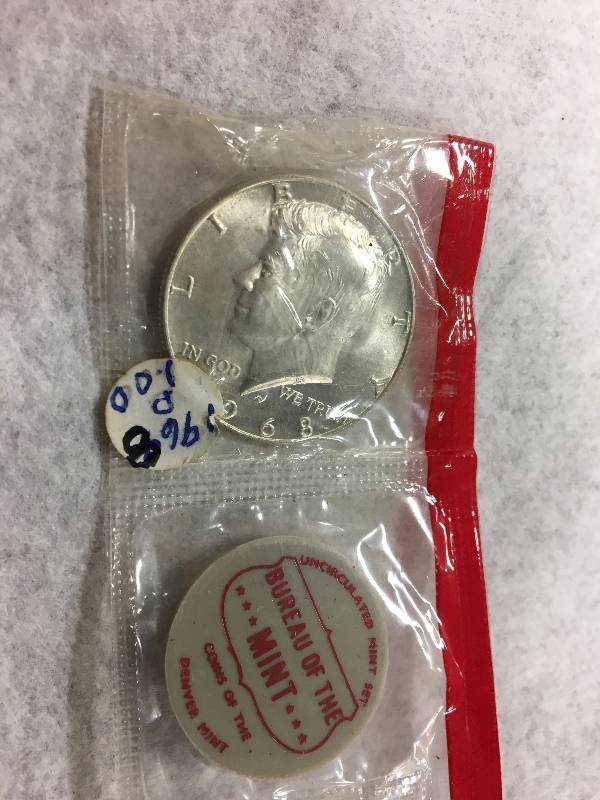 LIBERTY
IN GOD WE TRUST
1968
1968
D
1.00
UNCIRCULATED MINT SET
BUREAU OF THE
MINT
COINS OF THE
DENVER MINT